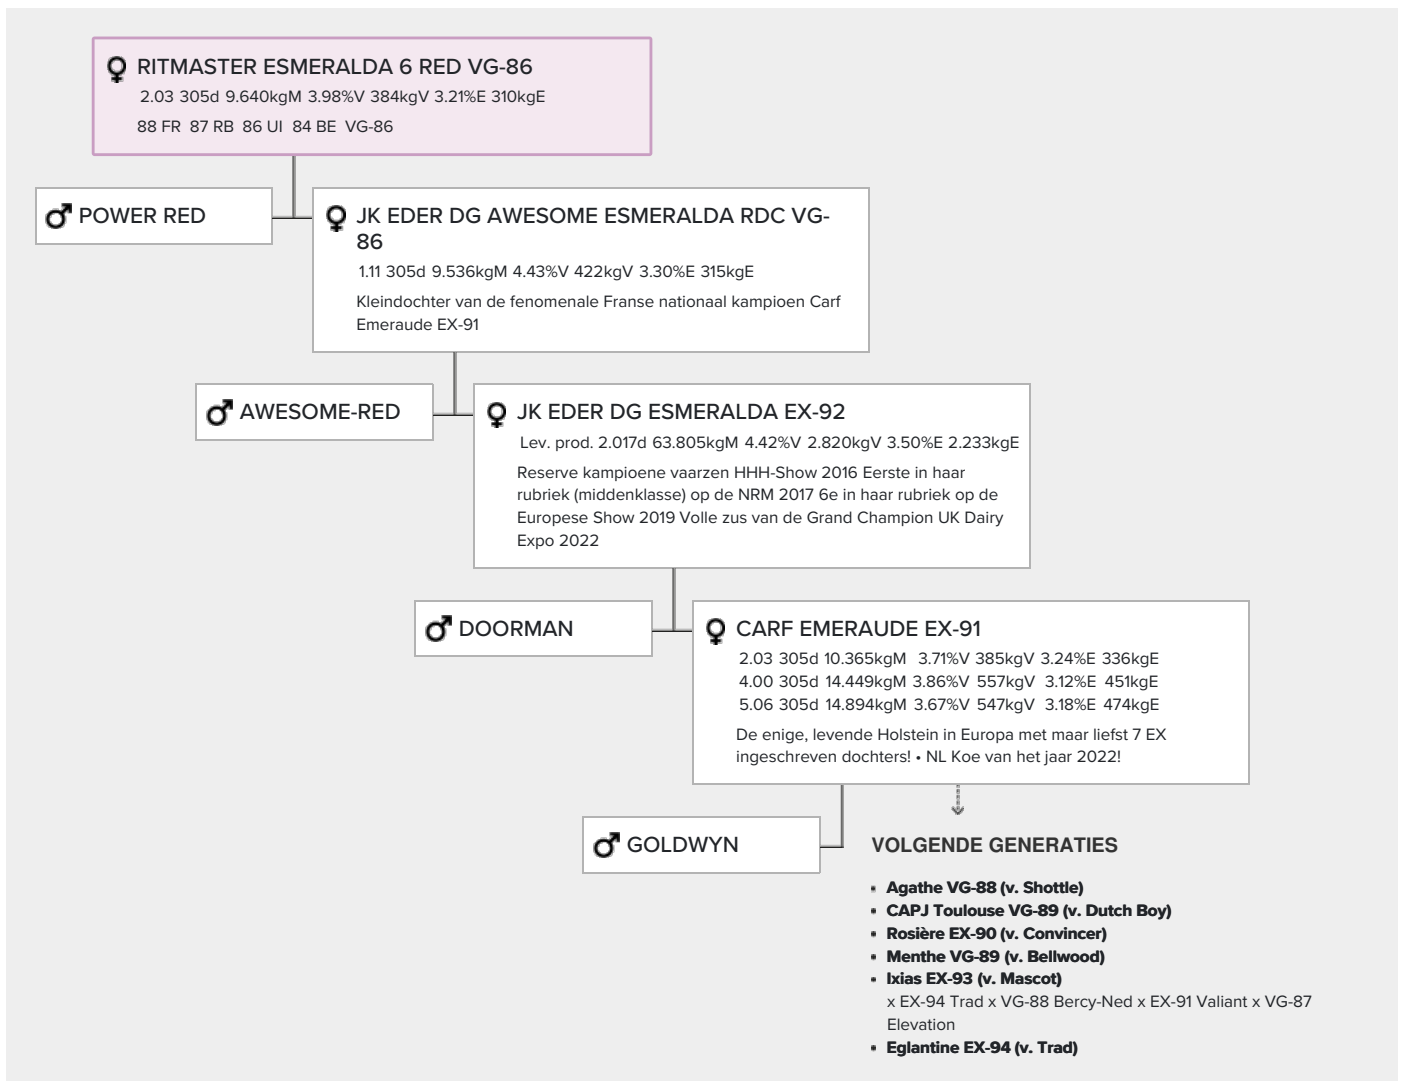 RITMASTER ESMERALDA 6 RED VG-86
2.03 305d 9.640kgM 3.98%V 384kgV 3.21%E 310kgE
88 FR 87 RB 86 UI 84 BE VG-86
POWER RED
JK EDER DG AWESOME ESMERALDA RDC VG-
86
1.11 305d 9.536kgM 4.43%V 422kgV 3.30%E 315kgE
Kleindochter van de fenomenale Franse nationaal kampioen Carf
Emeraude EX-91
AWESOME-RED
JK EDER DG ESMERALDA EX-92
Lev. prod. 2.017d 63.805kgM 4.42%V 2.820kgV 3.50%E 2.233kgE
Reserve kampioene vaarzen HHH-Show 2016 Eerste in haar
rubriek (middenklasse) op de NRM 2017 6e in haar rubriek op de
Europese Show 2019 Volle zus van de Grand Champion UK Dairy
Expo 2022
DOORMAN
CARF EMERAUDE EX-91
2.03 305d 10.365kgM 3.71%V 385kgV 3.24%E 336kgE
4.00 305d 14.449kgM 3.86%V 557kgV 3.12%E 451kgE
5.06 305d 14.894kgM 3.67%V 547kgV 3.18%E 474kgE
De enige, levende Holstein in Europa met maar liefst 7 EX
ingeschreven dochters! • NL Koe van het jaar 2022!
GOLDWYN
VOLGENDE GENERATIES
• Agathe VG-88 (v. Shottle)
• CAPJ Toulouse VG-89 (v. Dutch Boy)
• Rosière EX-90 (v. Convincer)
• Menthe VG-89 (v. Bellwood)
• Ixias EX-93 (v. Mascot)
x EX-94 Trad x VG-88 Bercy-Ned x EX-91 Valiant x VG-87
Elevation
• Eglantine EX-94 (v. Trad)